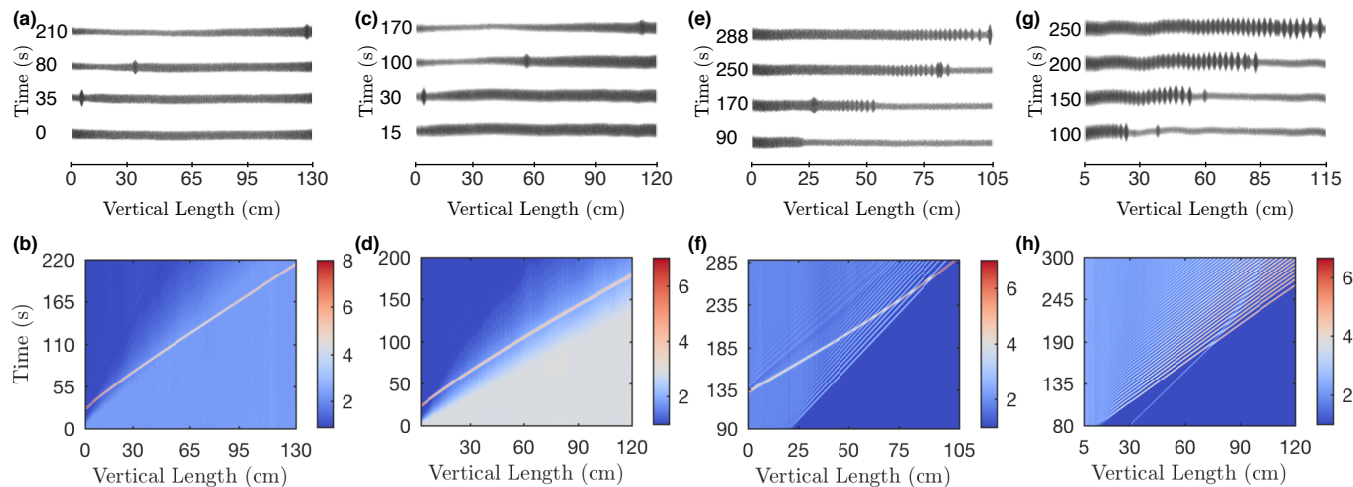 (a)
210
80
35
0
Time (s)
0 30 65 95 130
Vertical Length (cm)
(c)
170
100
30
15
Time (s)
0 30 60 90 120
Vertical Length (cm)
(e)
288
250
170
90
Time (s)
0 25 50 75 105
Vertical Length (cm)
(g)
250
200
150
100
Time (s)
5 30 60 85 115
Vertical Length (cm)
(b)
220
165
110
55
0
Time (s)
0 30 65 95 130
Vertical Length (cm)
8
6
4
2
(d)
200
150
100
50
0
0 30 60 90 120
Vertical Length (cm)
6
4
2
(f)
285
235
185
135
90
0 25 50 75 105
Vertical Length (cm)
6
4
2
(h)
300
245
190
135
80
5 30 60 90 120
Vertical Length (cm)
6
4
2